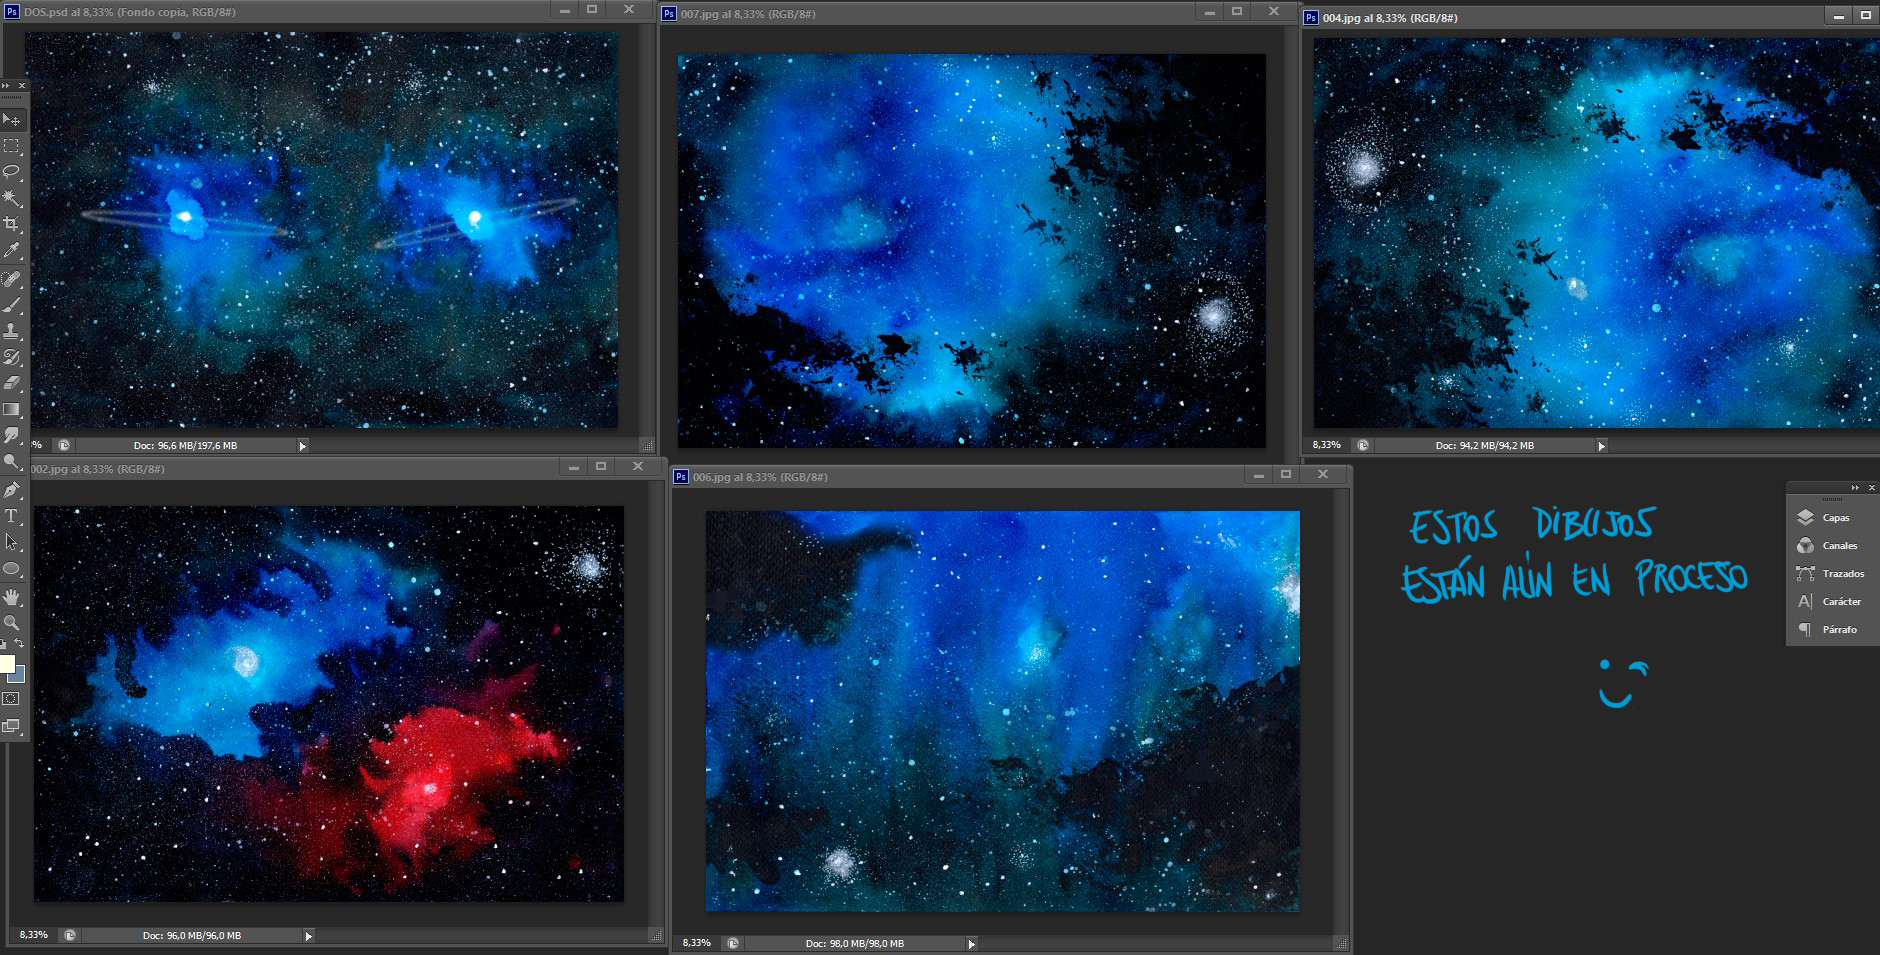 DOS.psd al 8,33% (Fondo copia, RGB/8#)
Ps 007.jpg al 8,33% (RGB/8#)
Ps 004.jpg al 8,33% (RGB/8#)
Doc: 96,6 MB/197,6 MB
8,33%
Doc: 94,2 MB/94,2 MB
002.jpg al 8,33% (RGB/8#)
Ps 006.jpg al 8,33% (RGB/8#)
ESTOS DIBUJOS
ESTÁN AÚN EN PROCESO
Capas
Canales
Trazados
Carácter
Párrafo
8,33%
Doc: 96,0 MB/96,0 MB
8,33%
Doc: 98,0 MB/98,0 MB